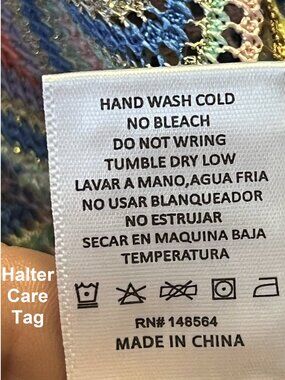 HAND WASH COLD
NO BLEACH
DO NOT WRING
TUMBLE DRY LOW
LAVAR A MANO,AGUA FRIA
NO USAR BLANQUEADOR
NO ESTRUJAR
SECAR EN MAQUINA BAJA
TEMPERATURA
Halter
Care
Tag
RN# 148564
MADE IN CHINA